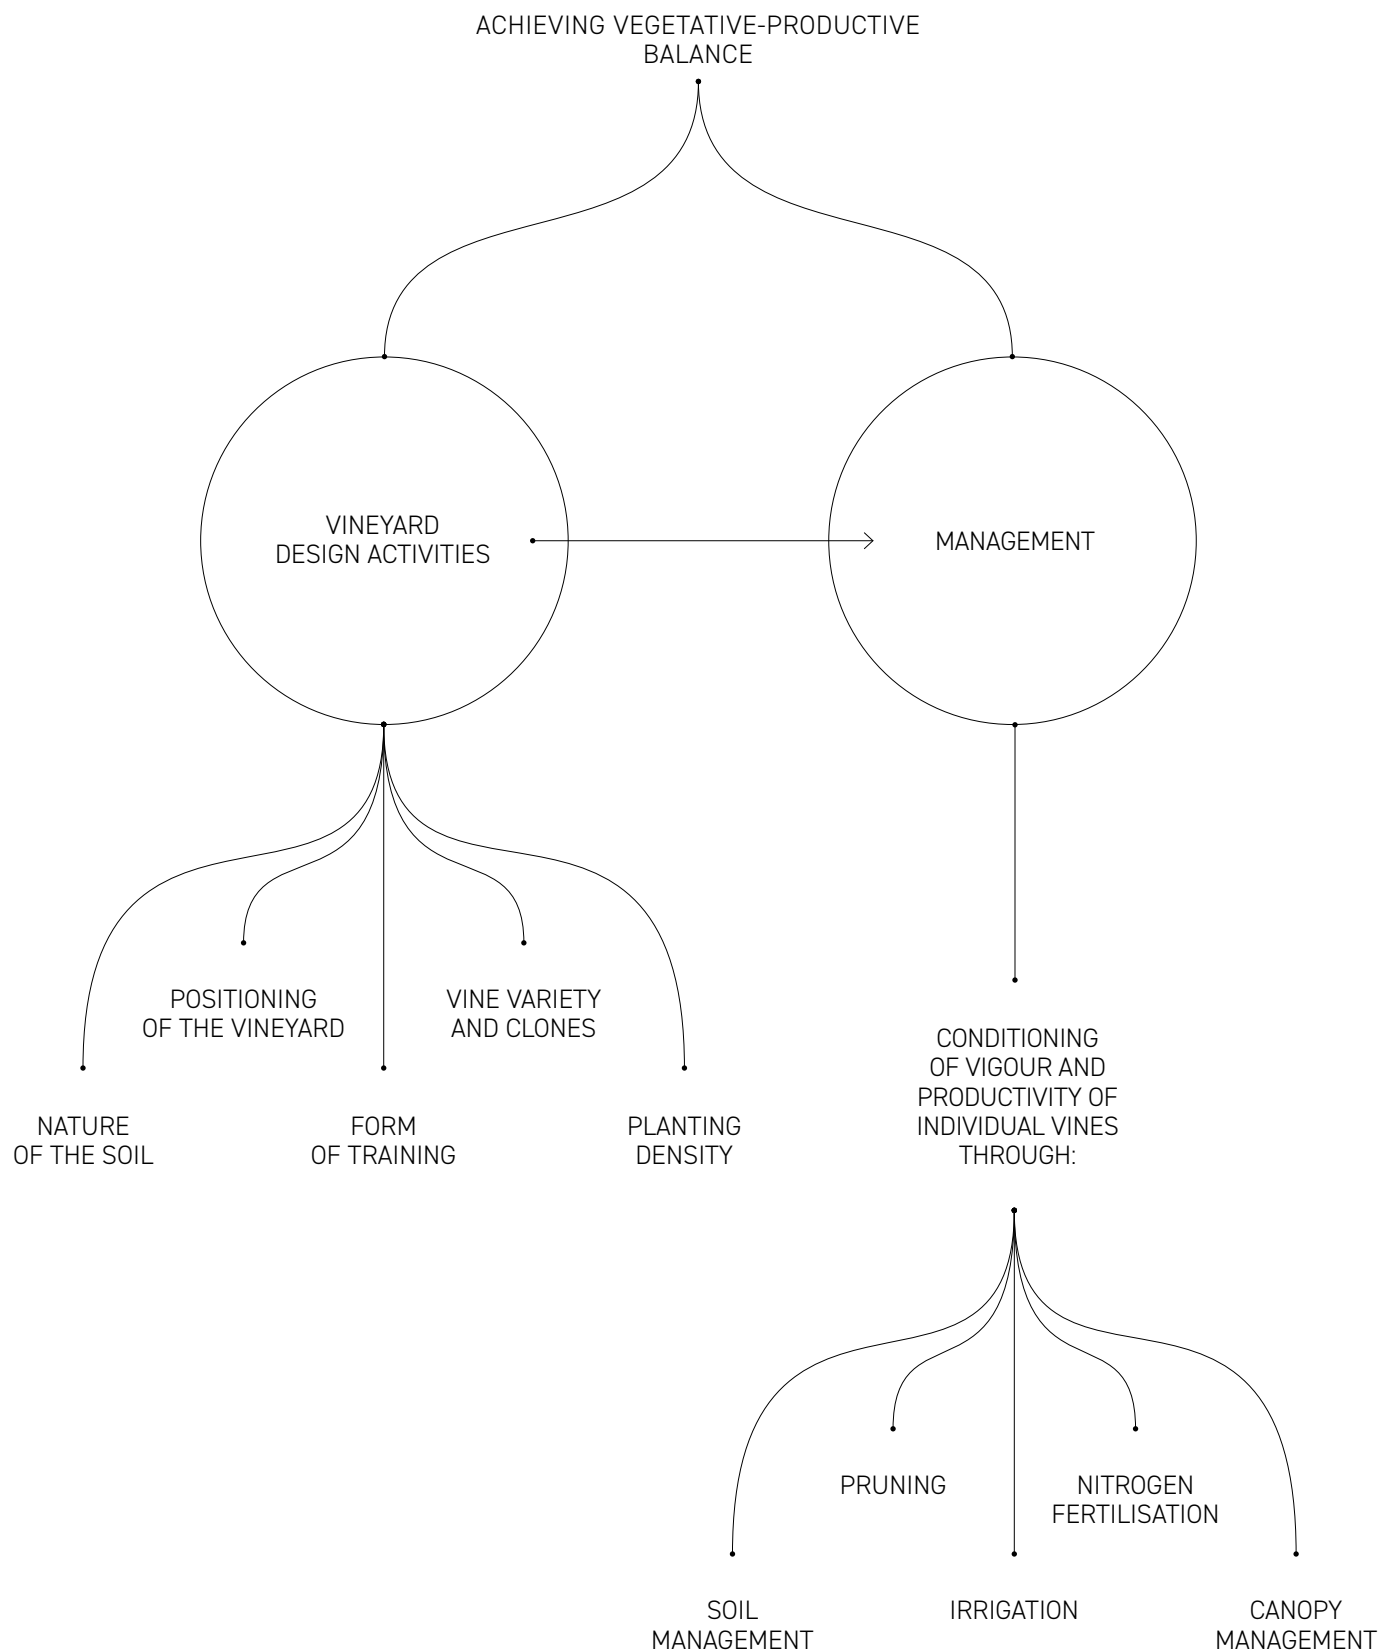 ACHIEVING VEGETATIVE-PRODUCTIVE
BALANCE
VINEYARD
DESIGN ACTIVITIES
MANAGEMENT
POSITIONING
OF THE VINEYARD
VINE VARIETY
AND CLONES
NATURE
OF THE SOIL
FORM
OF TRAINING
PLANTING
DENSITY
CONDITIONING
OF VIGOUR AND
PRODUCTIVITY OF
INDIVIDUAL VINES
THROUGH:
PRUNING
NITROGEN
FERTILISATION
SOIL
MANAGEMENT
IRRIGATION
CANOPY
MANAGEMENT